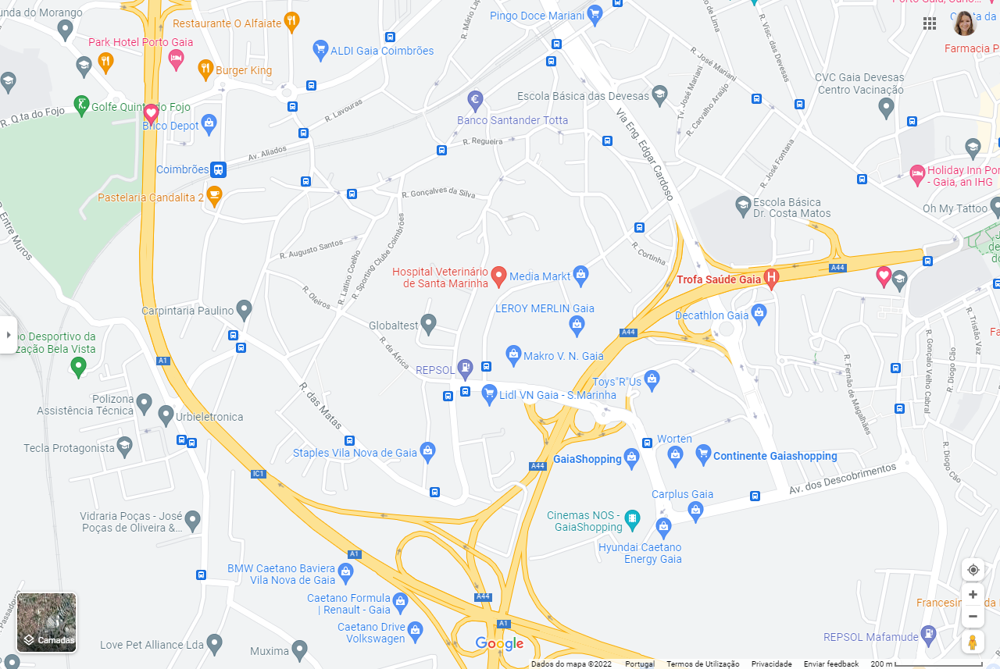 unda do Morango
Restaurante O Alfaiate
Pingo Doce Mariani
Park Hotel Porto Gaia
ALDI Gaia Coimbrões
Burger King
Farmacia P
CVC Gaia Devesas
Centro Vacinação
R. José Mariani
R. Visc. das Devesas
Tv. José Mariani
R. Carvalho Araújo
Escola Básica das Devesas
Golfe Quinta do Fojo
R. Q.ta do Fojo
Brico Depot
R. Lavouras
Banco Santander Totta
R. Regueira
Via Eng. Edgar Cardoso
Av. Aliados
Coimbrões
R. José Fontana
Holiday Inn Por
- Gaia, an IHG
Pastelaria Candalita 2
R. Gonçalves da Silva
Escola Básica
Dr. Costa Matos
Oh My Tattoo
Entre Muros
R. Augusto Santos
R. Latino Coelho
R. Sporting Clube Coimbrões
R. Cortinha
Hospital Veterinário
de Santa Marinha
Media Markt
Trofa Saúde Gaia
A44
R. Oleiros
LEROY MERLIN Gaia
Carpintaria Paulino
Globaltest
Decathlon Gaia
A44
po Desportivo da
zação Bela Vista
R. da África
Makro V. N. Gaia
A1
REPSOL
Toys"R"Us
R. Fernão de Magalhães
R. Gonçalo Velho Cabral
R. Diogo Cão
R. Tristão Vaz
Lidl VN Gaia - S.Marinha
Polizona
Assistência Técnica
Urbieletronica
R. das Matas
Tecla Protagonista
Staples Vila Nova de Gaia
Worten
GaiaShopping
Continente Gaiashopping
A44
IC1
R. Diogo Cão
Av. dos Descobrimentos
Carplus Gaia
Vidraria Poças - José
Poças de Oliveira &...
Cinemas NOS -
GaiaShopping
Hyundai Caetano
Energy Gaia
A1
BMW Caetano Baviera
Vila Nova de Gaia
Caetano Formula
| Renault - Gaia
A44
A1
Caetano Drive
Volkswagen
Francesin
da
REPSOL Mafamude
Camadas
Love Pet Alliance Lda
Muxima
Google
Dados do mapa ©2022 Portugal Termos de Utilização Privacidade Enviar feedback 200 m